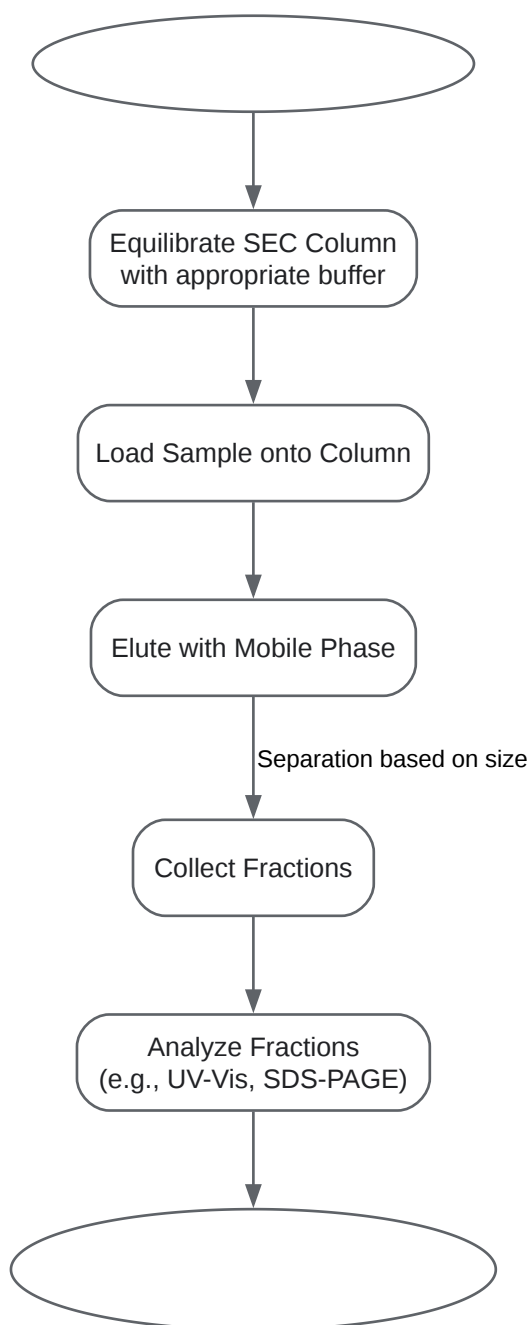 Equilibrate SEC Column
with appropriate buffer
Load Sample onto Column
Elute with Mobile Phase
Separation based on size
Collect Fractions
Analyze Fractions
(e.g., UV-Vis, SDS-PAGE)